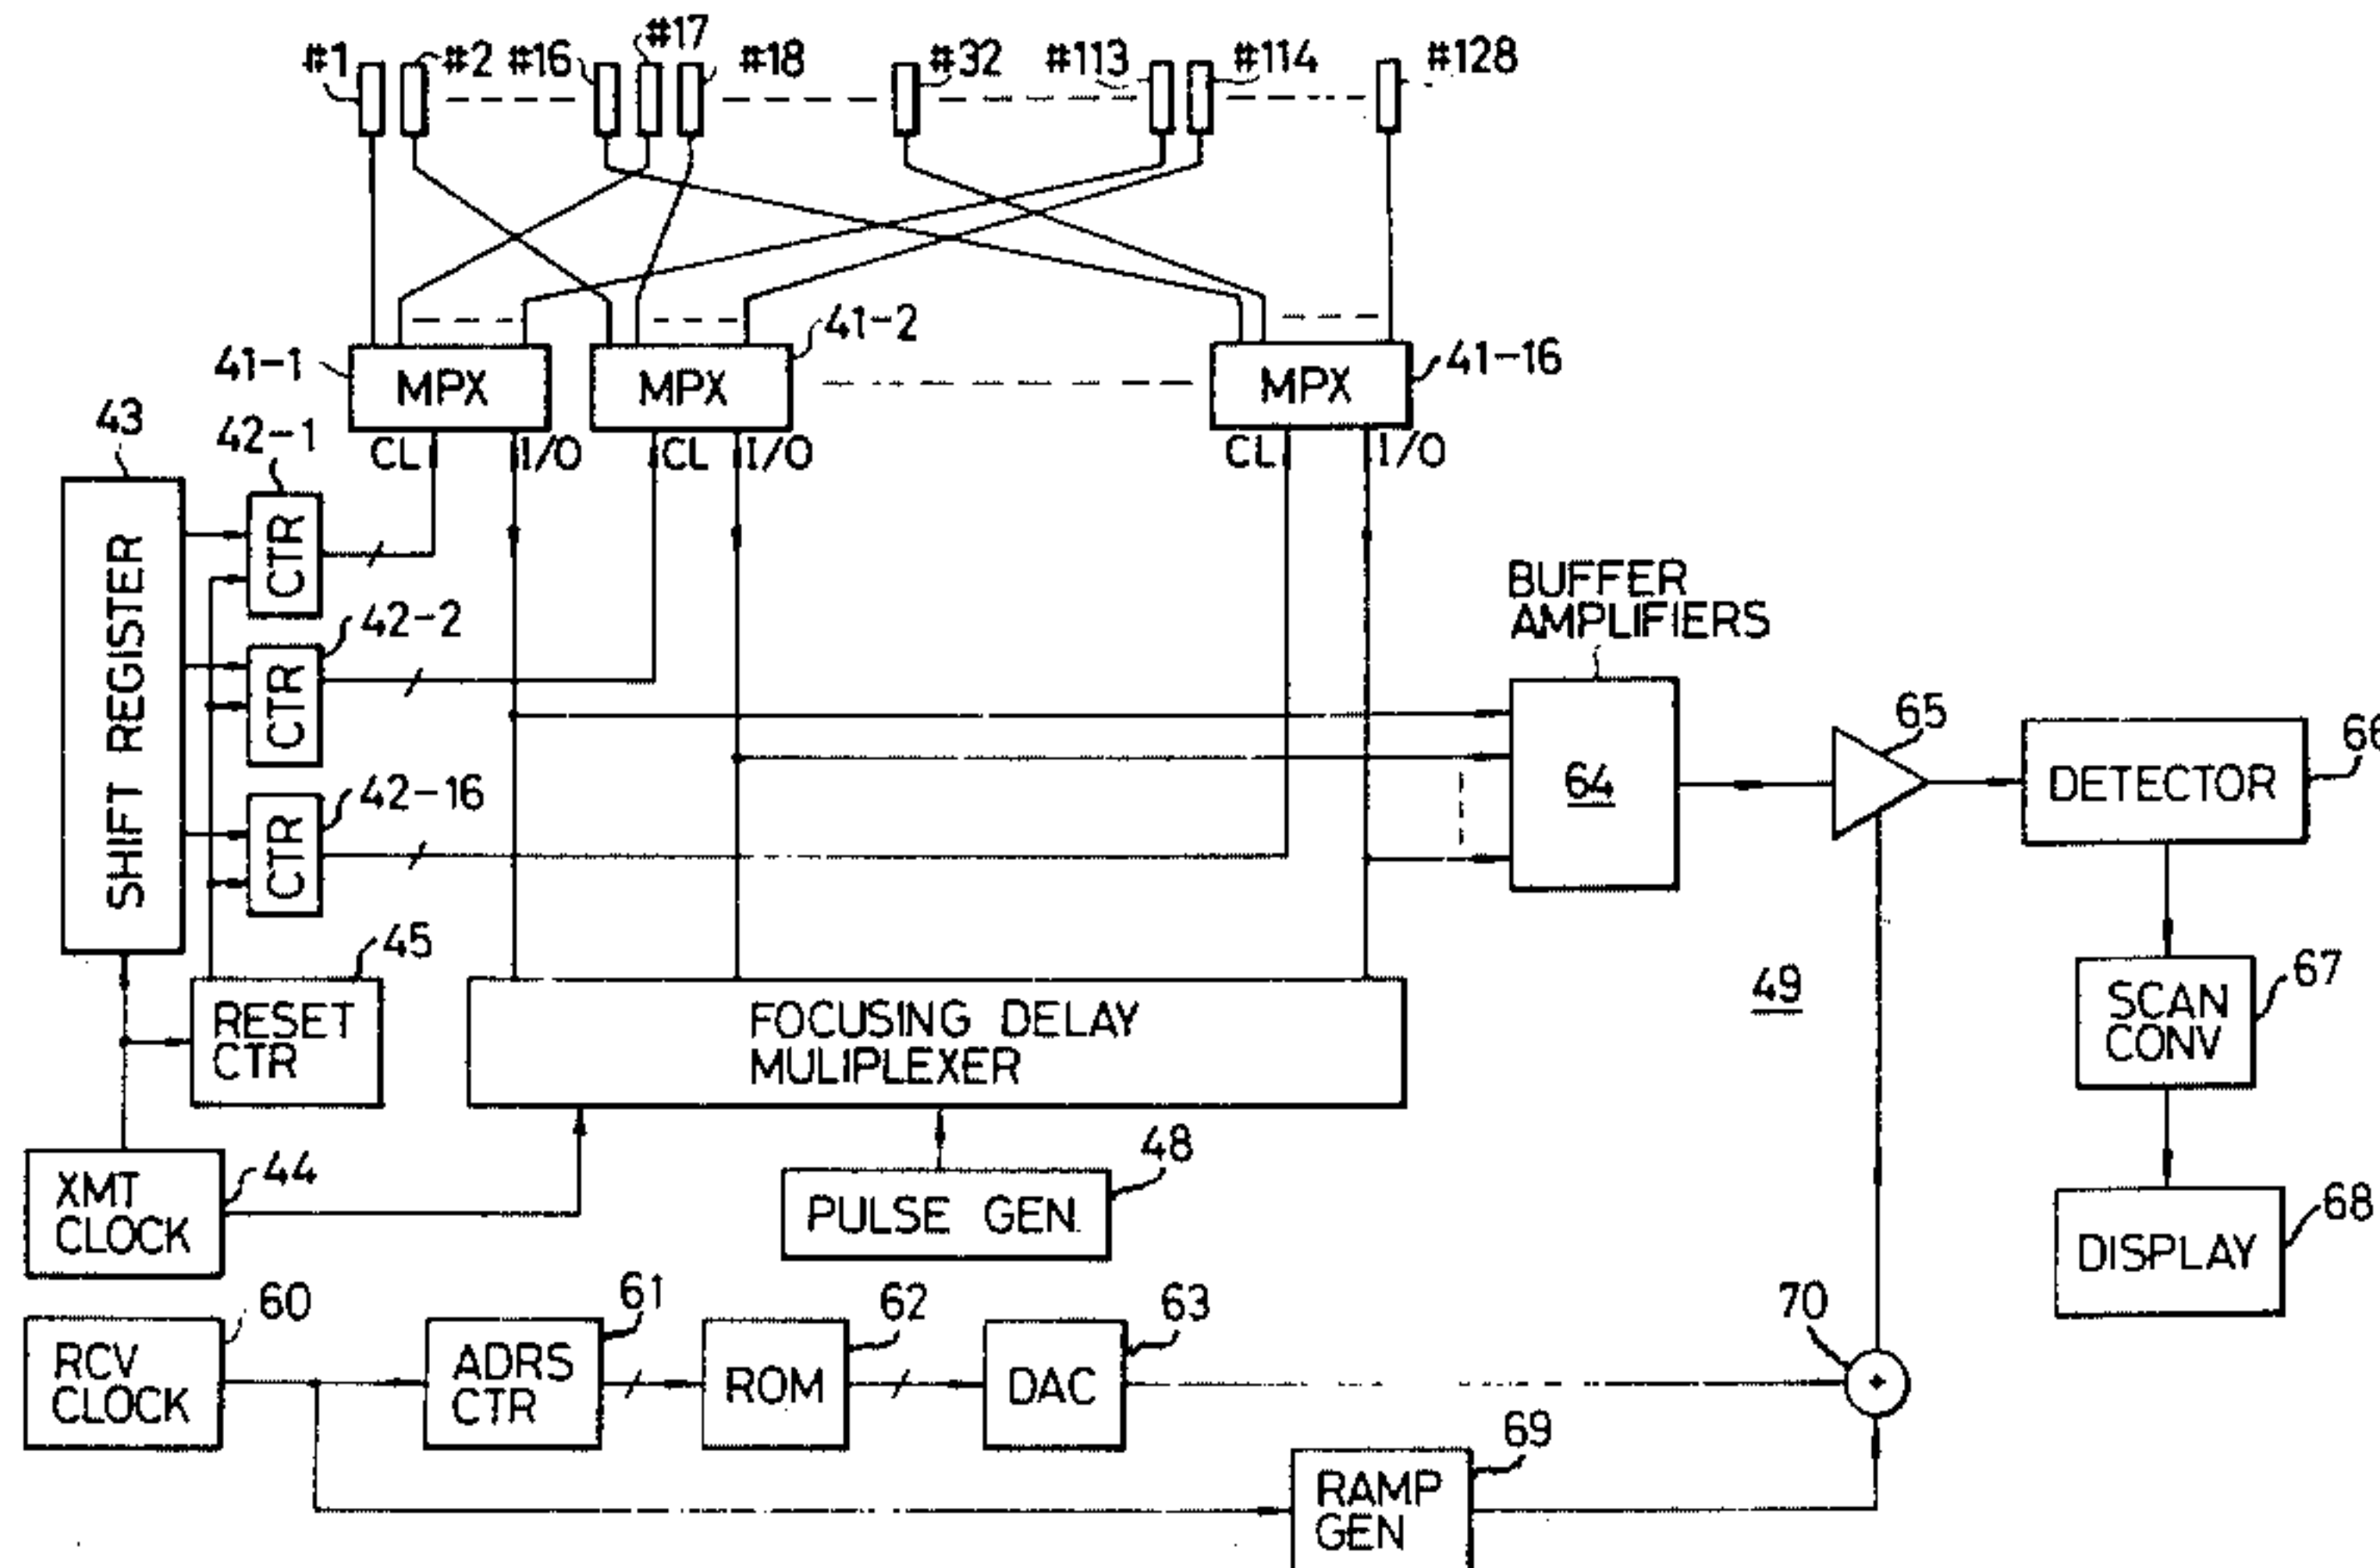 #1
#2
#16
#17
#18
#32
#113
#114
#128
41-1
MPX
MPX
41-2
MPX
41-16
CL
I/O
CL
I/O
CL
I/O
43
42-1
SHIFT REGISTER
CTR
42-2
CTR
42-16
CTR
BUFFER
AMPLIFIERS
64
65
66
DETECTOR
45
RESET
CTR
FOCUSING DELAY
MULIPLEXER
49
67
SCAN
CONV
44
XMT
CLOCK
48
PULSE GEN.
68
DISPLAY
60
RCV
CLOCK
61
ADRS
CTR
62
ROM
63
DAC
70
69
RAMP
GEN